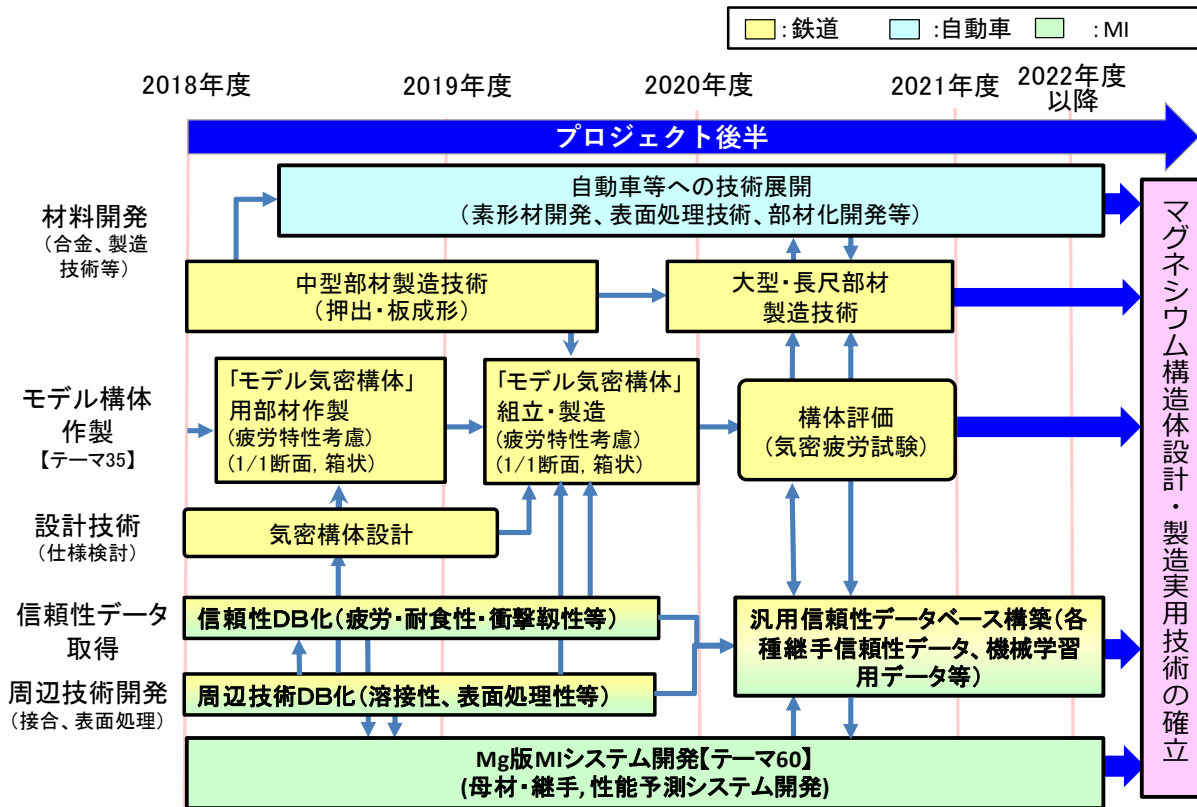 ：鉄道
：自動車
：MI
2018年度
2019年度
2020年度
2021年度
2022年度
以降
プロジェクト後半
材料開発
（合金、製造
技術等）
自動車等への技術展開
（素形材開発、表面処理技術、部材化開発等）
中型部材製造技術
（押出・板成形）
大型・長尺部材
製造技術
モデル構体
作製
【テーマ35】
「モデル気密構体」
用部材作製
（疲労特性考慮）
（1/1断面, 箱状）
「モデル気密構体」
組立・製造
（疲労特性考慮）
（1/1断面, 箱状）
構体評価
（気密疲労試験）
設計技術
（仕様検討）
気密構体設計
信頼性データ
取得
信頼性DB化（疲労・耐食性・衝撃靱性等）
汎用信頼性データベース構築（各
種継手信頼性データ、機械学習
用データ等）
周辺技術開発
（接合、表面処理）
周辺技術DB化（溶接性、表面処理性等）
Mg版MIシステム開発【テーマ60】
（母材・継手, 性能予測システム開発）
マグネシウム構造体設計・製造実用技術の確立